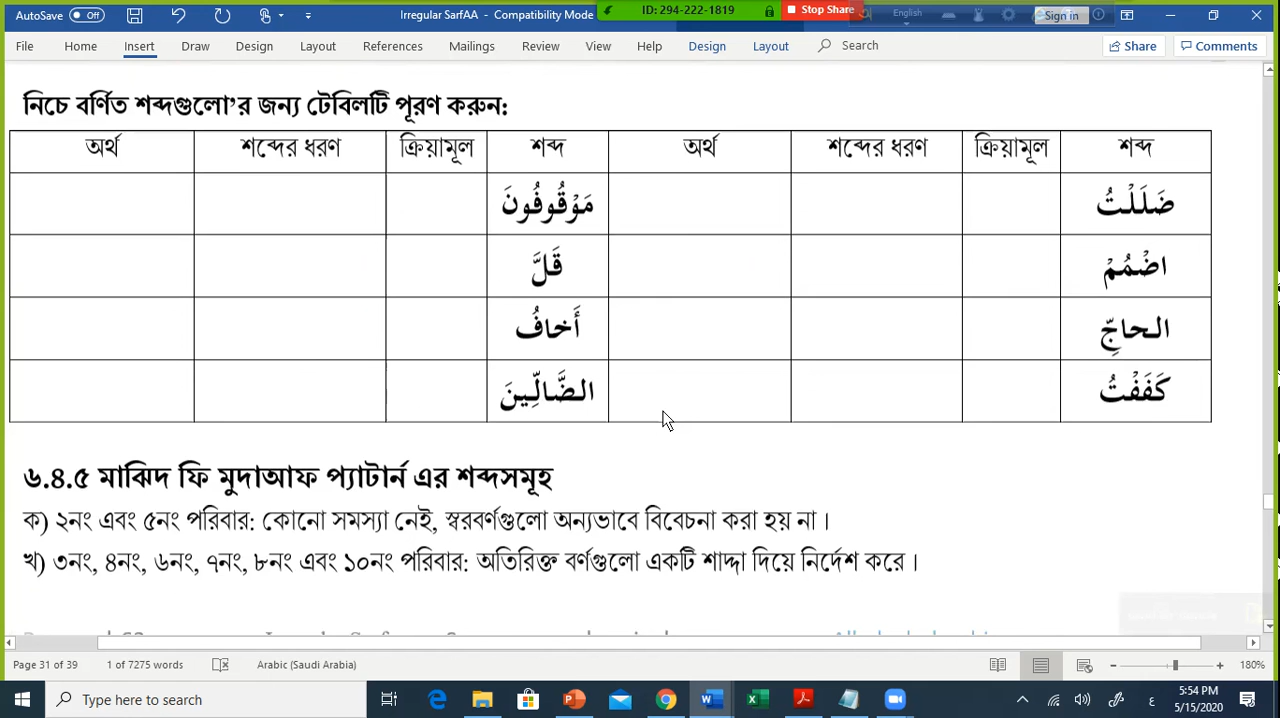 AutoSave Off
Irregular SarfAA - Compatibility Mode
ID: 294-222-1819
Stop Share
English
Sign in
File Home Insert Draw Design Layout References Mailings Review View Help Design Layout Search Share Comments
নিচে বর্ণিত শব্দগুলো’র জন্য টেবিলটি পূরণ করুন:
অর্থ শব্দের ধরণ ক্রিয়ামূল শব্দ অর্থ শব্দের ধরণ ক্রিয়ামূল শব্দ
مَوْقُوفُونَ ضَلَلْتُ
قَلَّ اضْمُمْ
أَخافُ الحاجِّ
الضَّالِّينَ كَفَفْتُ
৬.৪.৫ মাঝিদ ফি মুদাআফ প্যাটার্ন এর শব্দসমূহ
ক) ২নং এবং ৫নং পরিবার: কোনো সমস্যা নেই, স্বরবর্ণগুলো অন্যভাবে বিবেচনা করা হয় না।
খ) ৩নং, ৪নং, ৬নং, ৭নং, ৮নং এবং ১০নং পরিবার: অতিরিক্ত বর্ণগুলো একটি শাদ্দা দিয়ে নির্দেশ করে।
Page 31 of 39 1 of 7275 words Arabic (Saudi Arabia) 180%
Type here to search
ع
5:54 PM
5/15/2020